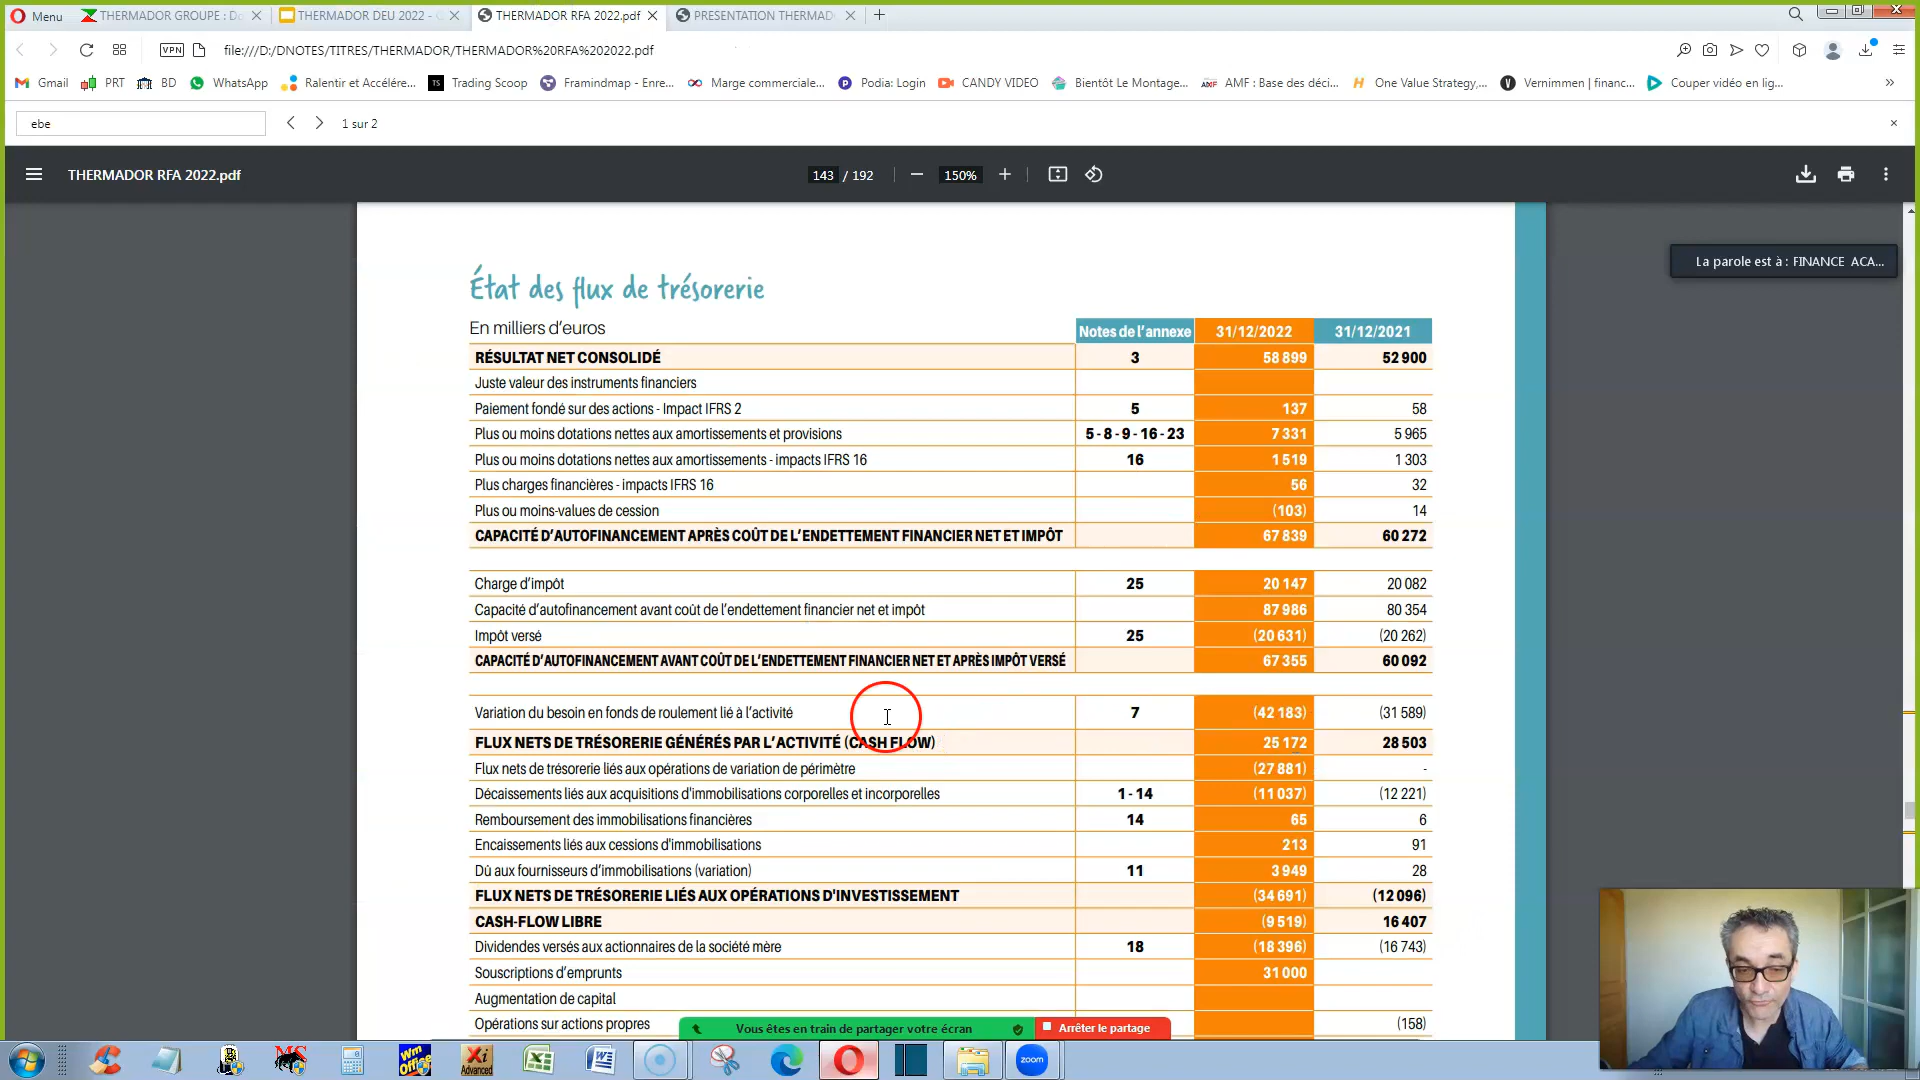 Menu
THERMADOR GROUPE : Do
THERMADOR DEU 2022 - C
THERMADOR RFA 2022.pdf
PRESENTATION THERMAD
VPN
file:///D:/DNOTES/TITRES/THERMADOR/THERMADOR%20RFA%202022.pdf
Gmail
PRT
BD
WhatsApp
Ralentir et Accélére...
TS
Trading Scoop
Framindmap - Enre...
Marge commerciale...
Podia: Login
CANDY VIDEO
Bientôt Le Montage...
AMF : Base des déci...
One Value Strategy,...
Vernimmen | financ...
Couper vidéo en lig...
ebe
1 sur 2
THERMADOR RFA 2022.pdf
143 / 192
150%
La parole est à : FINANCE ACA...
État des flux de trésorerie
En milliers d'euros
Notes de l'annexe 31/12/2022 31/12/2021
RÉSULTAT NET CONSOLIDÉ 3 58 899 52 900
Juste valeur des instruments financiers
Paiement fondé sur des actions - Impact IFRS 2 5 137 58
Plus ou moins dotations nettes aux amortissements et provisions 5 - 8 - 9 - 16 - 23 7 331 5 965
Plus ou moins dotations nettes aux amortissements - impacts IFRS 16 16 1 519 1 303
Plus charges financières - impacts IFRS 16 56 32
Plus ou moins-values de cession (103) 14
CAPACITÉ D'AUTOFINANCEMENT APRÈS COÛT DE L'ENDETTEMENT FINANCIER NET ET IMPÔT 67 839 60 272
Charge d'impôt 25 20 147 20 082
Capacité d'autofinancement avant coût de l'endettement financier net et impôt 87 986 80 354
Impôt versé 25 (20 631) (20 262)
CAPACITÉ D'AUTOFINANCEMENT AVANT COÛT DE L'ENDETTEMENT FINANCIER NET ET APRÈS IMPÔT VERSÉ 67 355 60 092
Variation du besoin en fonds de roulement lié à l'activité 7 (42 183) (31 589)
FLUX NETS DE TRÉSORERIE GÉNÉRÉS PAR L'ACTIVITÉ (CASH FLOW) 25 172 28 503
Flux nets de trésorerie liés aux opérations de variation de périmètre (27 881) -
Décaissements liés aux acquisitions d'immobilisations corporelles et incorporelles 1 - 14 (11 037) (12 221)
Remboursement des immobilisations financières 14 65 6
Encaissements liés aux cessions d'immobilisations 213 91
Dû aux fournisseurs d'immobilisations (variation) 11 3 949 28
FLUX NETS DE TRÉSORERIE LIÉS AUX OPÉRATIONS D'INVESTISSEMENT (34 691) (12 096)
CASH-FLOW LIBRE (9 519) 16 407
Dividendes versés aux actionnaires de la société mère 18 (18 396) (16 743)
Souscriptions d'emprunts 31 000
Augmentation de capital
Opérations sur actions propres (158)
Vous êtes en train de partager votre écran
Arrêter le partage
Wm
Office
Xi
Advanced
zoom